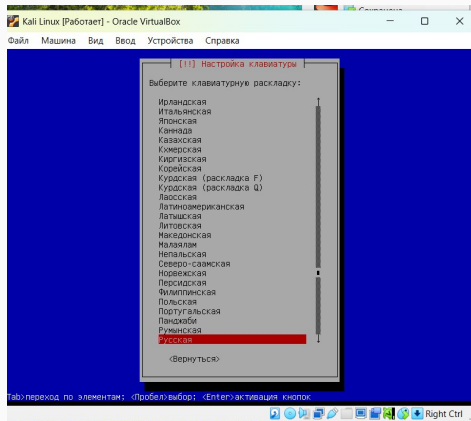 Kali Linux [Работает] - Oracle VirtualBox
Файл Машина Вид Ввод Устройства Справка
[!!] Настройка клавиатуры
Выберите клавиатурную раскладку:
Ирландская
Итальянская
Японская
Каннада
Казахская
Кхмерская
Киргизская
Корейская
Курдская (раскладка F)
Курдская (раскладка Q)
Лаосская
Латиноамериканская
Латышская
Литовская
Македонская
Малаялам
Непальская
Северо-саамская
Норвежская
Персидская
Филиппинская
Польская
Португальская
Панджаби
Румынская
Русская
<Вернуться>
Tab>переход по элементам; <Пробел>выбор; <Enter>активация кнопок
Right Ctrl